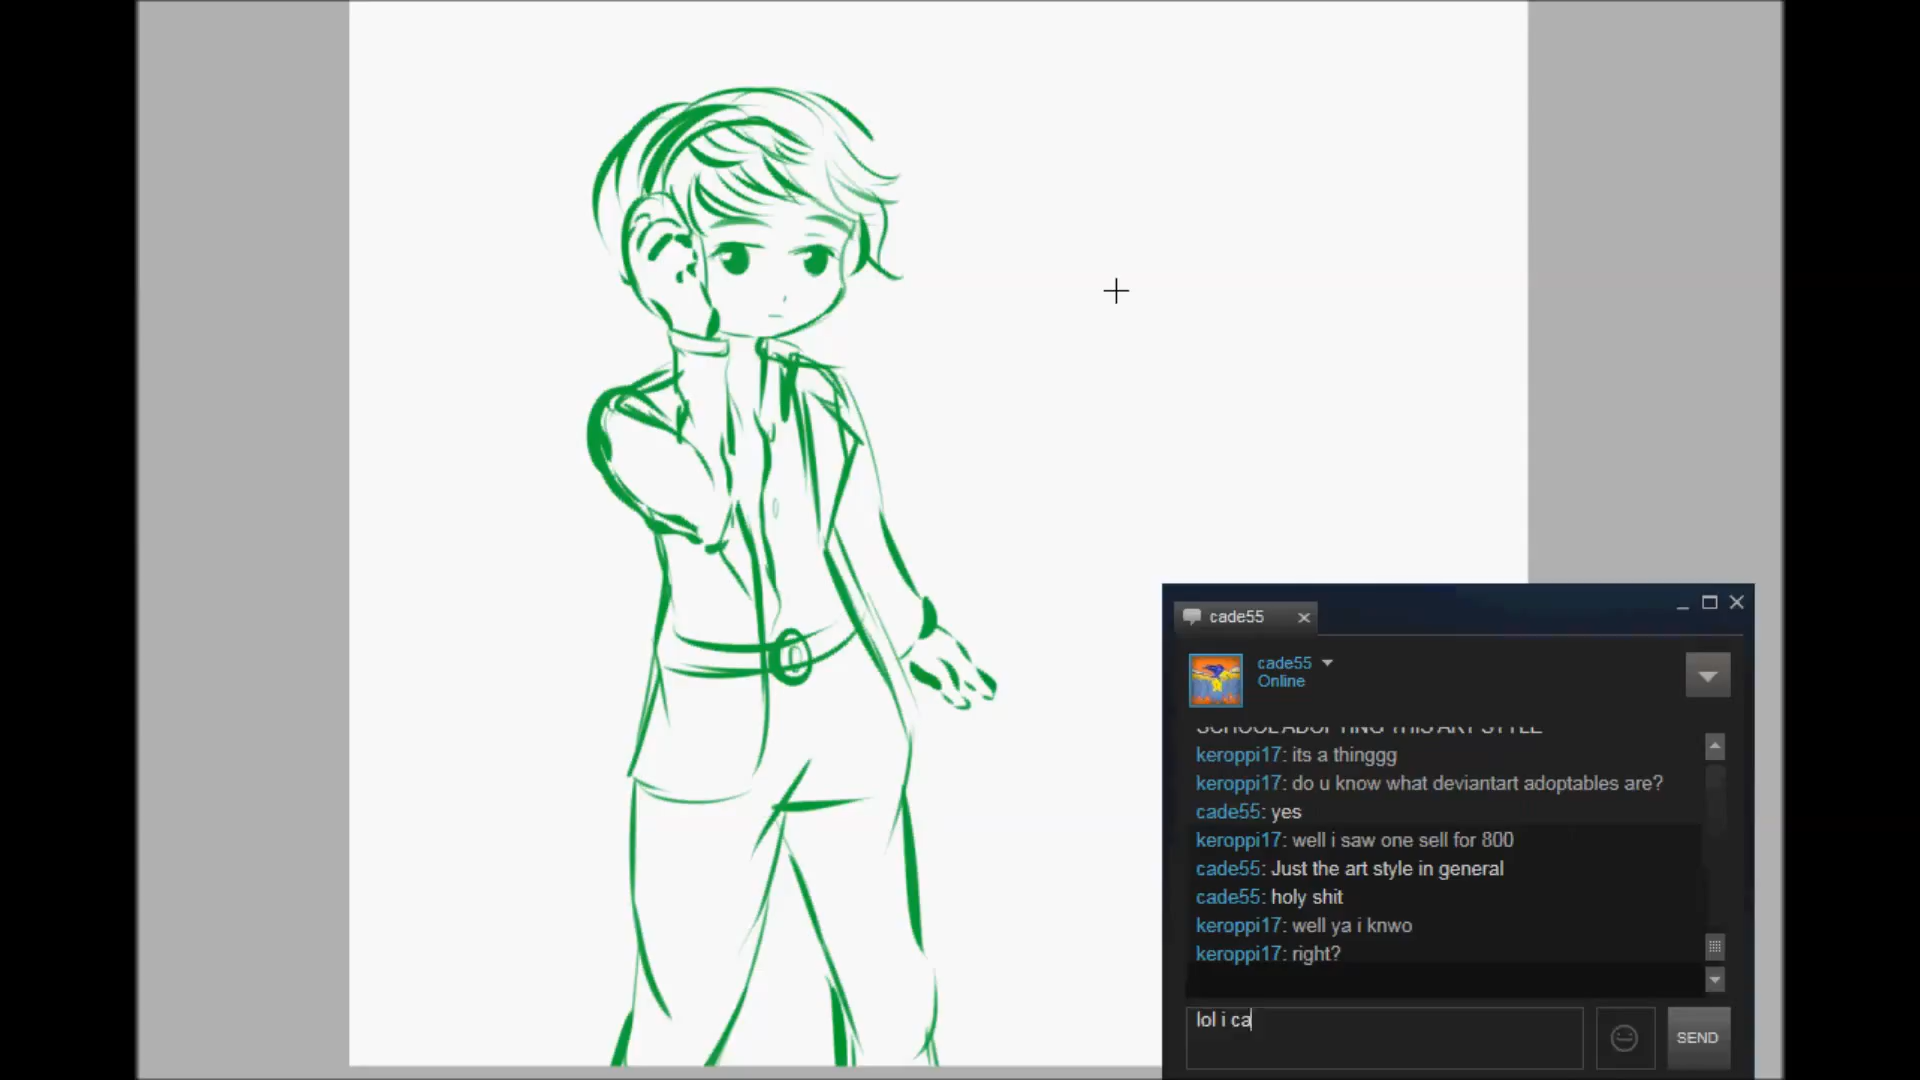 cade55
cade55
Online
SCHOOL ADOPTING THIS ART STYLE
keroppi17: its a thinggg
keroppi17: do u know what deviantart adoptables are?
cade55: yes
keroppi17: well i saw one sell for 800
cade55: Just the art style in general
cade55: holy shit
keroppi17: well ya i knwo
keroppi17: right?
lol i ca
SEND